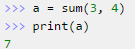 >>> a = sum(3, 4)
>>> print(a)
7